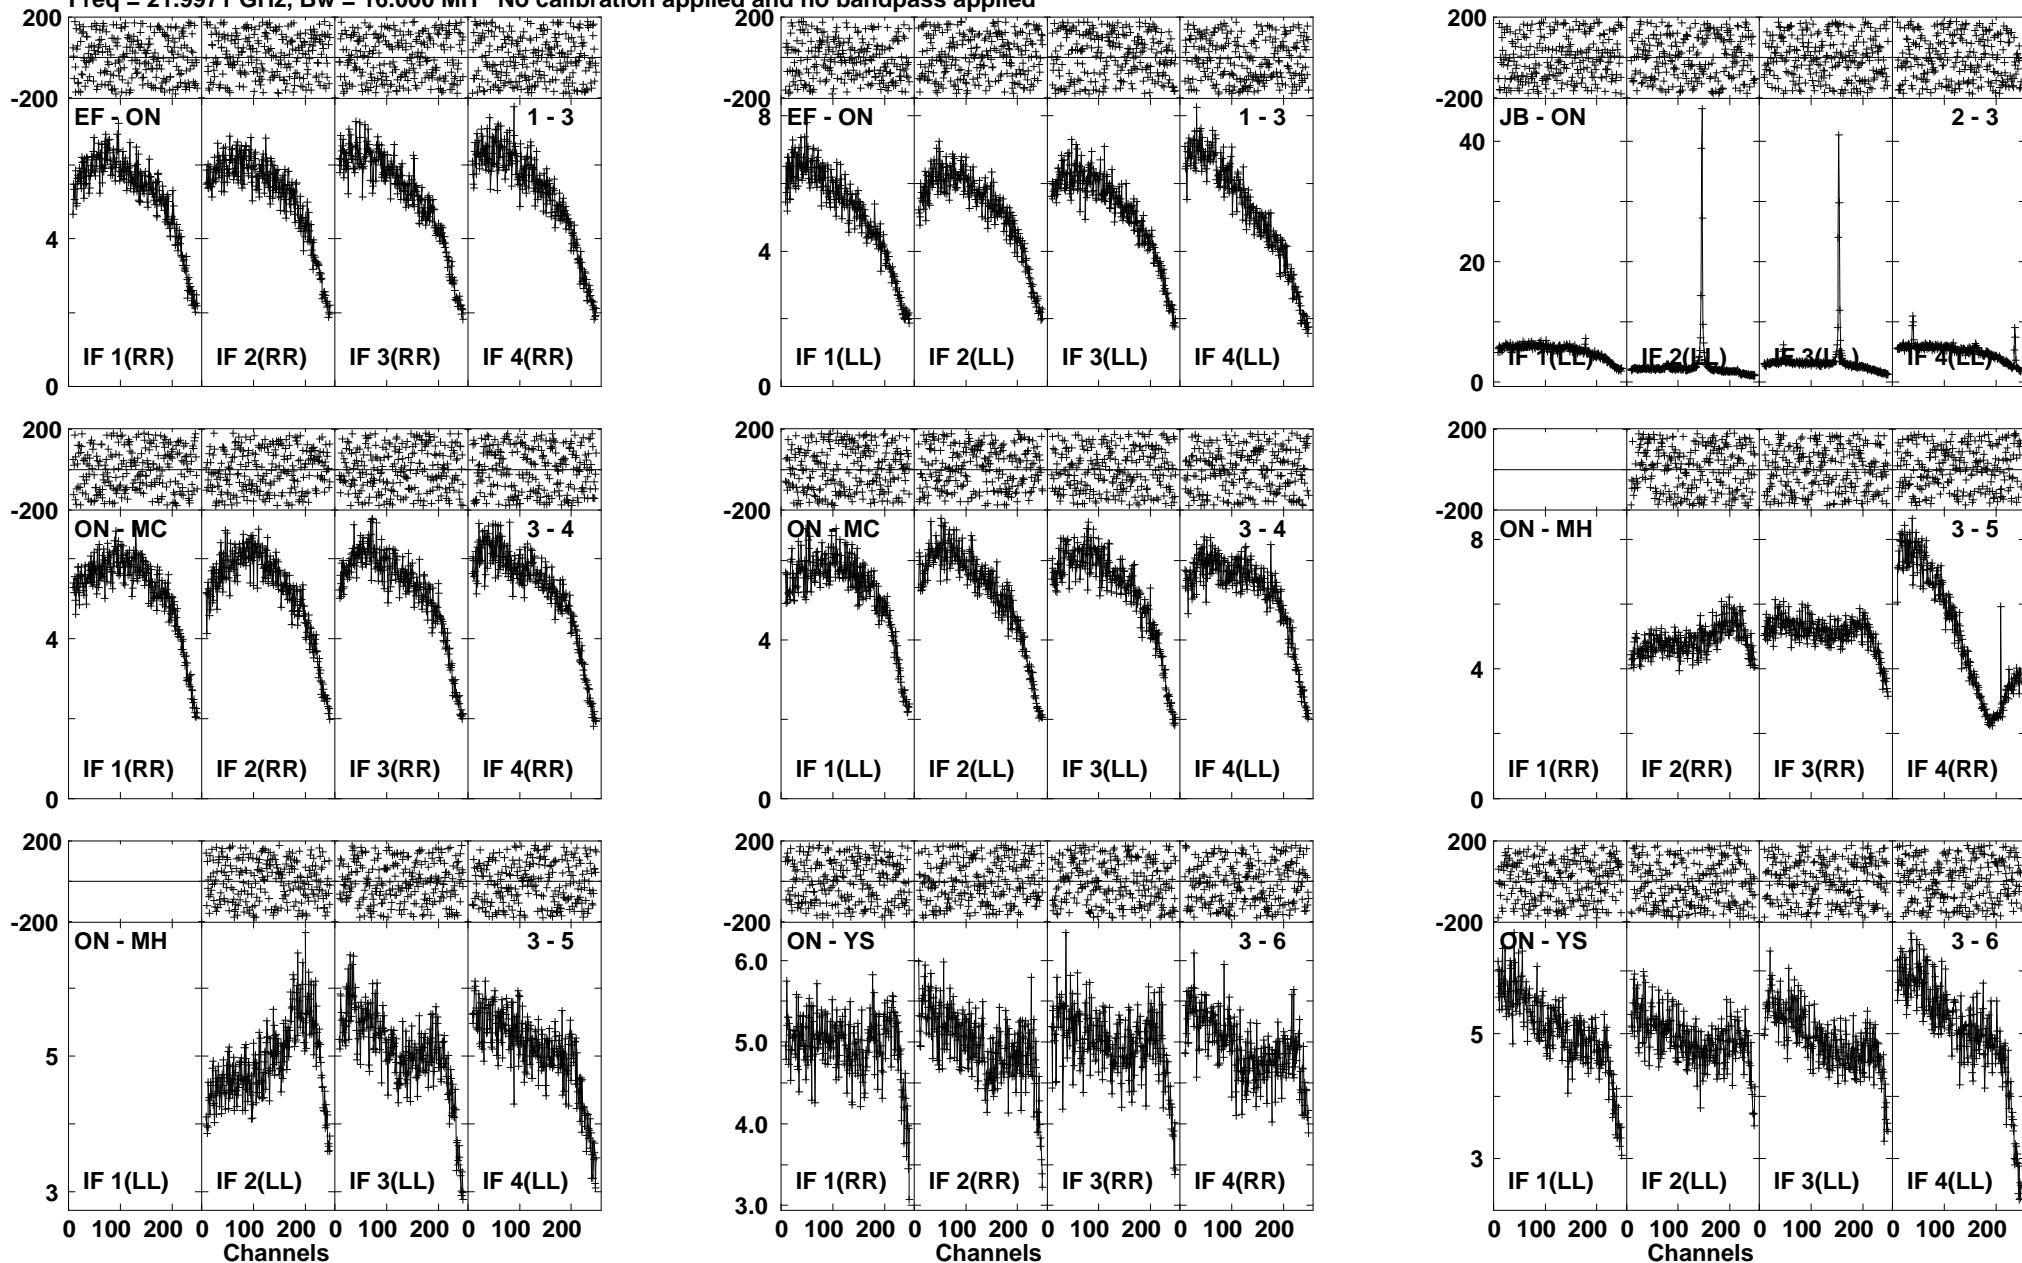 Freq = 21.9971 GHz, Bw = 16.000 MH No calibration applied and no bandpass applied
200 200 200
-200 -200 -200
EF - ON 1 - 3 EF - ON 1 - 3 JB - ON 2 - 3
8 40
4 4 20
IF 1(RR) IF 2(RR) IF 3(RR) IF 4(RR) IF 1(LL) IF 2(LL) IF 3(LL) IF 4(LL) IF 1(LL) IF 2(LL) IF 3(LL) IF 4(LL)
0 0 0
200 200 200
-200 -200 -200
ON - MC 3 - 4 ON - MC 3 - 4 ON - MH 3 - 5
8
4 4 4
IF 1(RR) IF 2(RR) IF 3(RR) IF 4(RR) IF 1(LL) IF 2(LL) IF 3(LL) IF 4(LL) IF 1(RR) IF 2(RR) IF 3(RR) IF 4(RR)
0 0 0
200 200 200
-200 -200 -200
ON - MH 3 - 5 ON - YS 3 - 6 ON - YS 3 - 6
6.0
5 5.0 5
4.0
3 3.0 3
IF 1(LL) IF 2(LL) IF 3(LL) IF 4(LL) IF 1(RR) IF 2(RR) IF 3(RR) IF 4(RR) IF 1(LL) IF 2(LL) IF 3(LL) IF 4(LL)
0 100 200 0 100 200 0 100 200 0 100 200 0 100 200 0 100 200 0 100 200 0 100 200 0 100 200 0 100 200 0 100 200 0 100 200
Channels Channels Channels